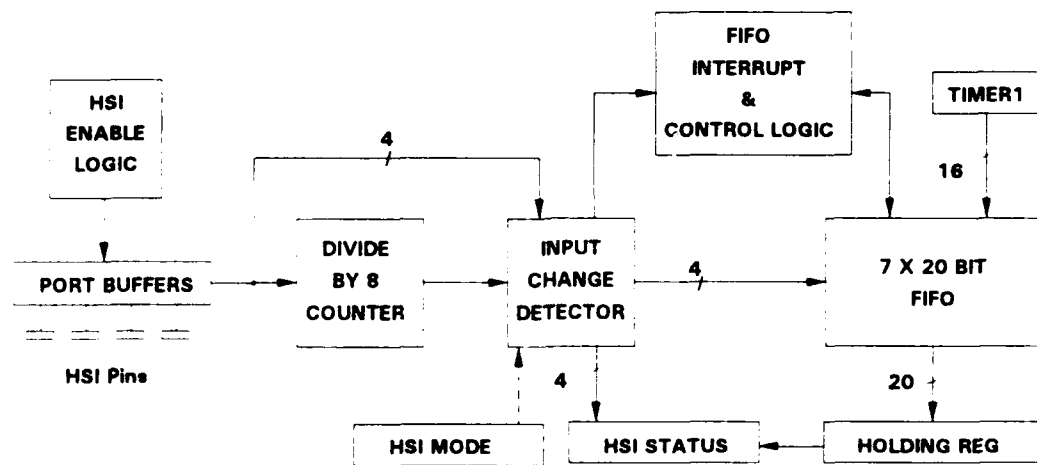 FIFO
INTERRUPT
&
CONTROL LOGIC
HSI
ENABLE
LOGIC
TIMER1
4
16
DIVIDE
BY 8
COUNTER
INPUT
CHANGE
DETECTOR
4
7 X 20 BIT
FIFO
PORT BUFFERS
HSI Pins
4
20
HSI MODE
HSI STATUS
HOLDING REG